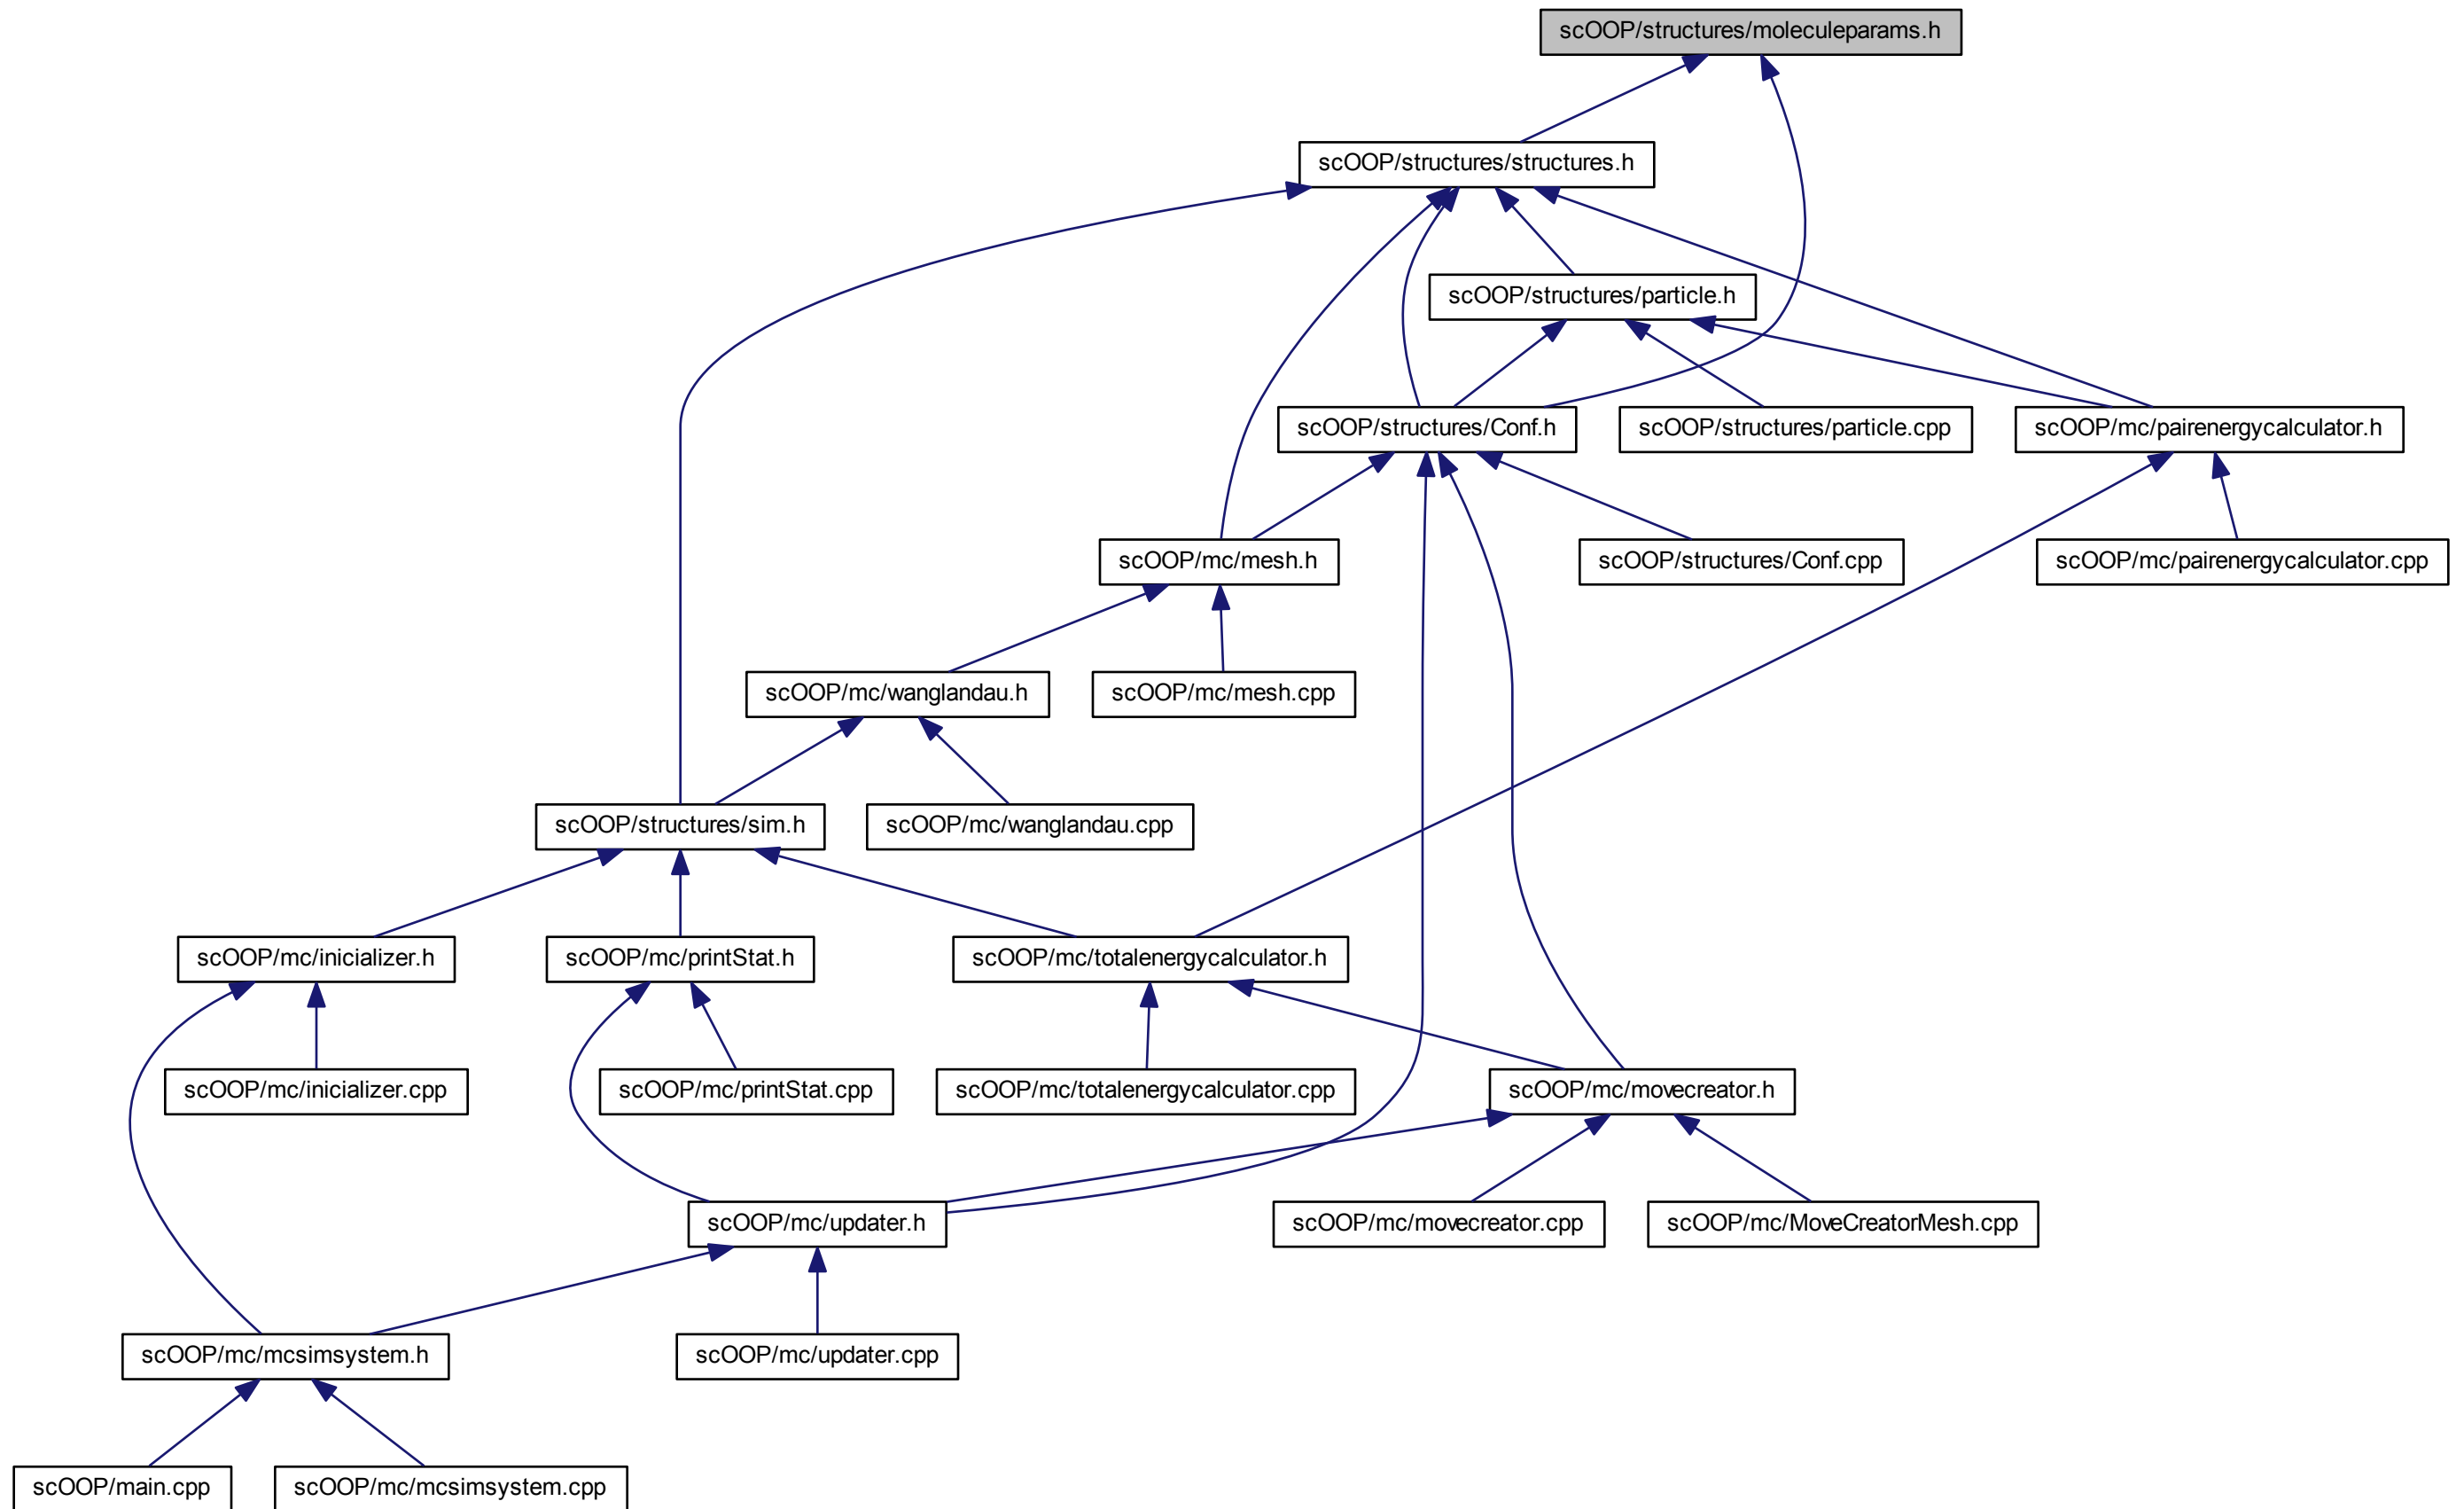 scOOP/structures/moleculeparams.h
scOOP/structures/structures.h
scOOP/structures/particle.h
scOOP/structures/Conf.h
scOOP/structures/particle.cpp
scOOP/mc/pairenergycalculator.h
scOOP/mc/mesh.h
scOOP/structures/Conf.cpp
scOOP/mc/pairenergycalculator.cpp
scOOP/mc/wanglandau.h
scOOP/mc/mesh.cpp
scOOP/structures/sim.h
scOOP/mc/wanglandau.cpp
scOOP/mc/inicializer.h
scOOP/mc/printStat.h
scOOP/mc/totalenergycalculator.h
scOOP/mc/inicializer.cpp
scOOP/mc/printStat.cpp
scOOP/mc/totalenergycalculator.cpp
scOOP/mc/movecreator.h
scOOP/mc/updater.h
scOOP/mc/movecreator.cpp
scOOP/mc/MoveCreatorMesh.cpp
scOOP/mc/mcsimsystem.h
scOOP/mc/updater.cpp
scOOP/main.cpp
scOOP/mc/mcsimsystem.cpp